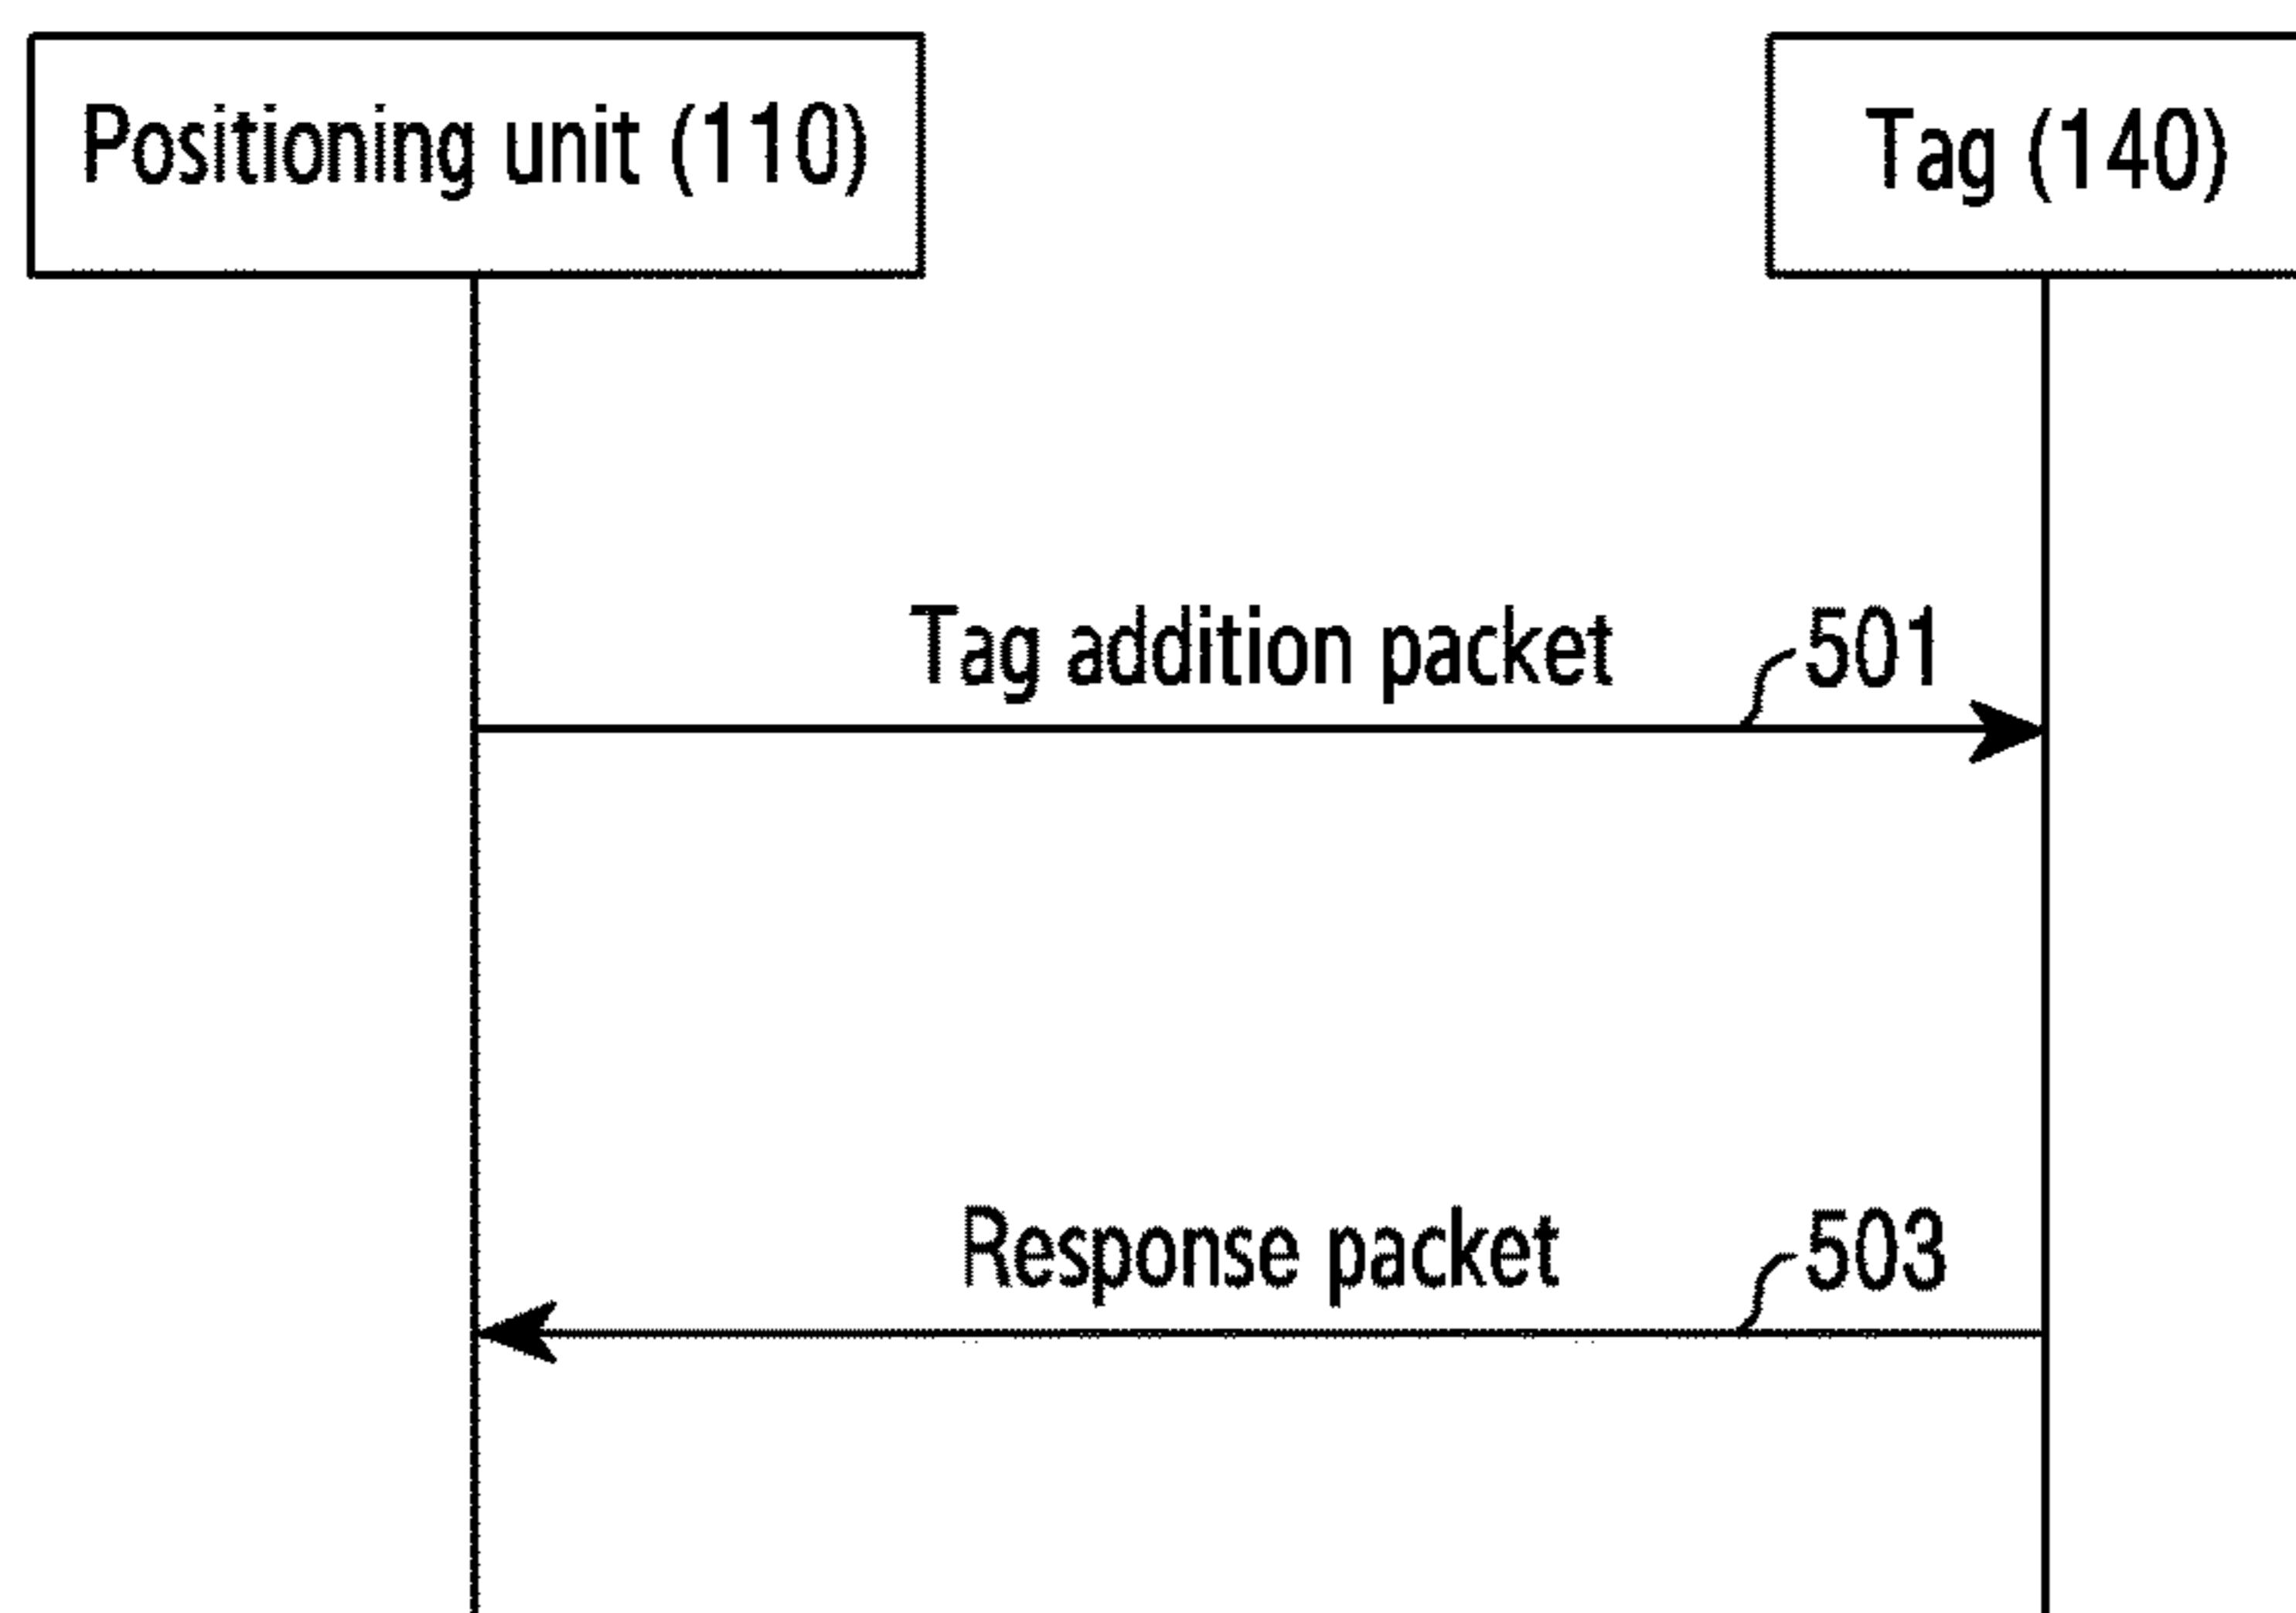 Positioning unit (110)
Tag (140)
Tag addition packet
501
Response packet
503